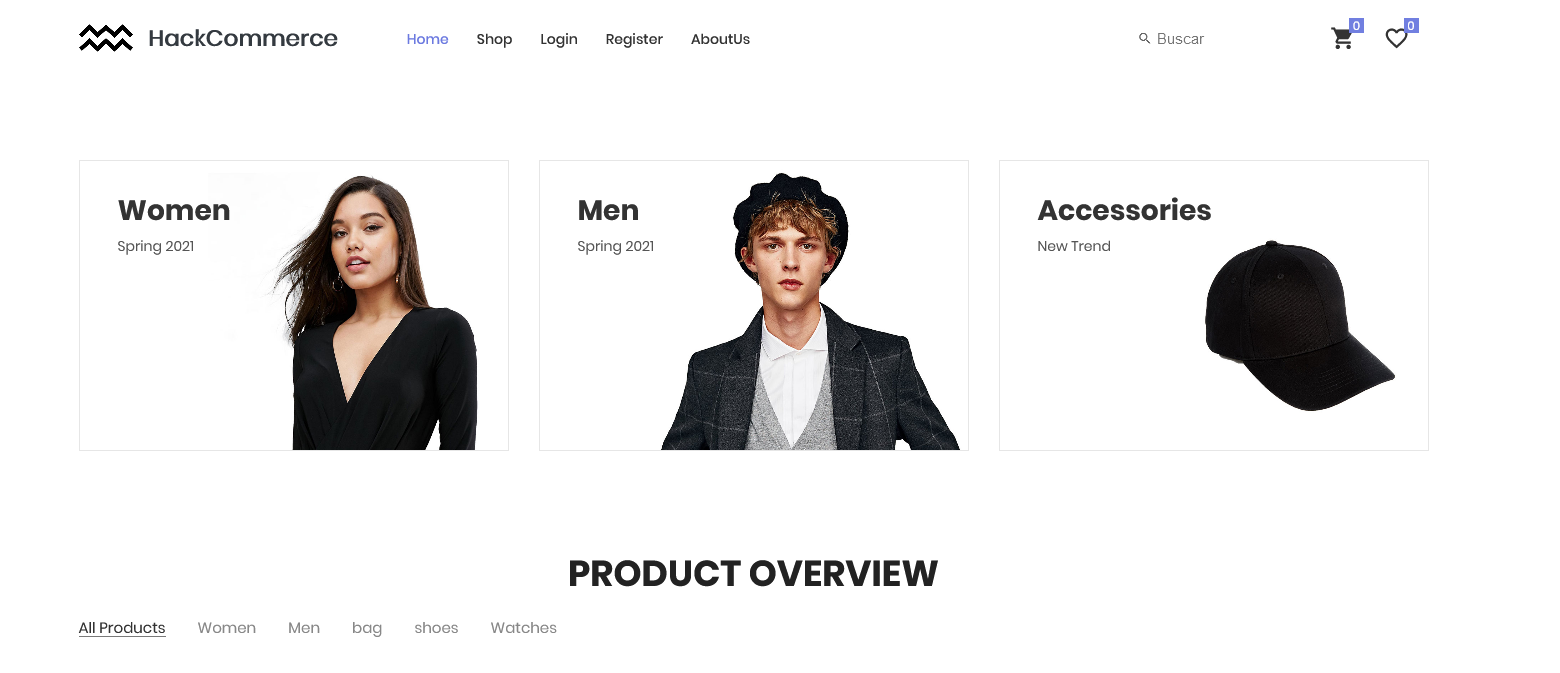 HackCommerce Home Shop Login Register AboutUs Buscar 0 0
Women
Spring 2021
Men
Spring 2021
Accessories
New Trend
PRODUCT OVERVIEW
All Products Women Men bag shoes Watches